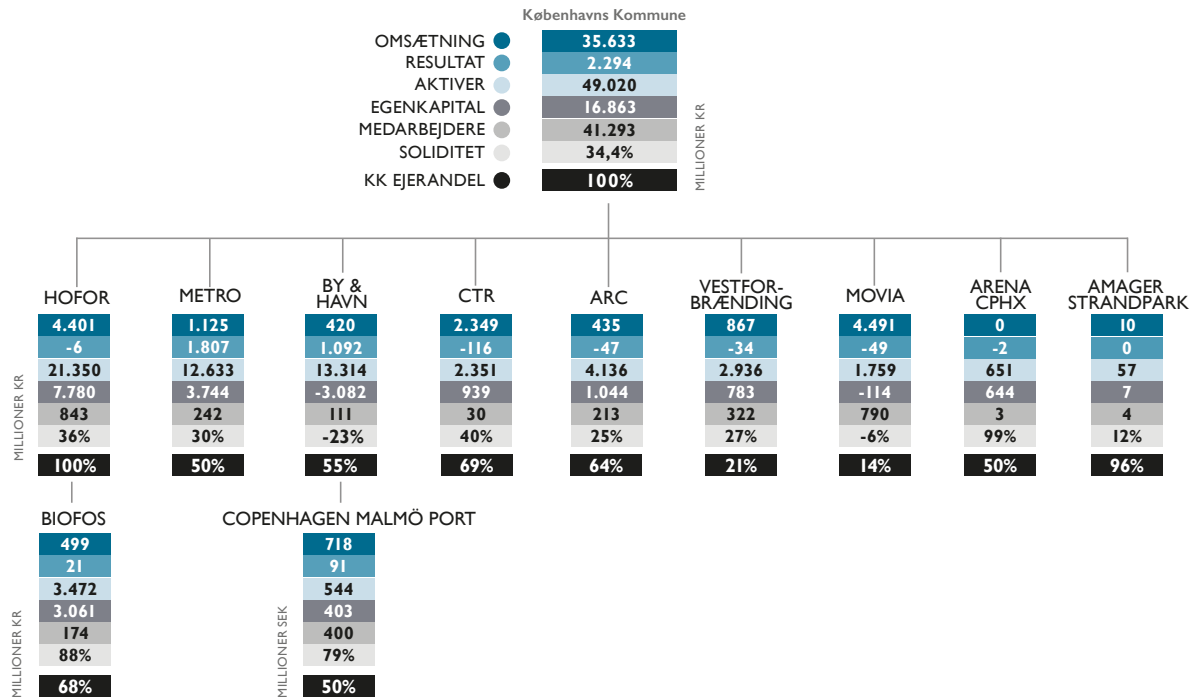 Københavns Kommune
OMSÆTNING 35.633
RESULTAT 2.294
AKTIVER 49.020
EGENKAPITAL 16.863
MEDARBEJDERE 41.293
SOLIDITET 34,4%
KK EJERANDEL 100%
MILLIONER KR
HOFOR
4.401
-6
21.350
7.780
843
36%
100%
MILLIONER KR
METRO
1.125
1.807
12.633
3.744
242
30%
50%
BY &
HAVN
420
1.092
13.314
-3.082
111
-23%
55%
CTR
2.349
-116
2.351
939
30
40%
69%
ARC
435
-47
4.136
1.044
213
25%
64%
VESTFOR-
BRÆNDING
867
-34
2.936
783
322
27%
21%
MOVIA
4.491
-49
1.759
-114
790
-6%
14%
ARENA
CPHX
0
-2
651
644
3
99%
50%
AMAGER
STRANDPARK
10
0
57
7
4
12%
96%
BIOFOS
499
21
3.472
3.061
174
88%
68%
MILLIONER KR
COPENHAGEN MALMÖ PORT
718
91
544
403
400
79%
50%
MILLIONER SEK